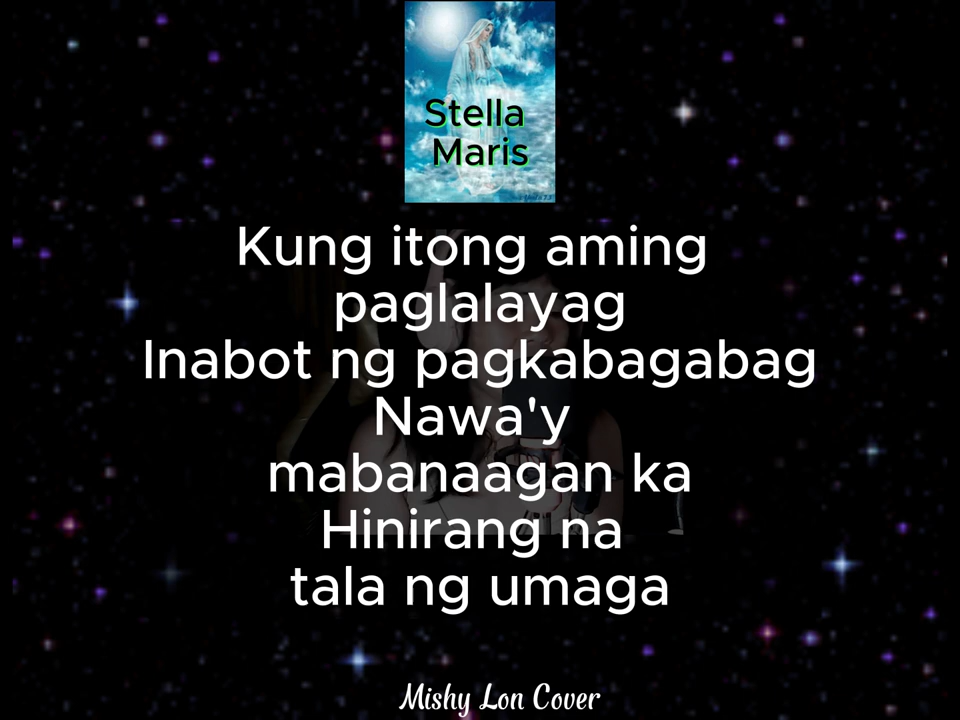 Stella
Maris
Kung itong aming
paglalayag
Inabot ng pagkabagabag
Nawa'y
mabanaagan ka
Hinirang na
tala ng umaga
Mishy Lon Cover